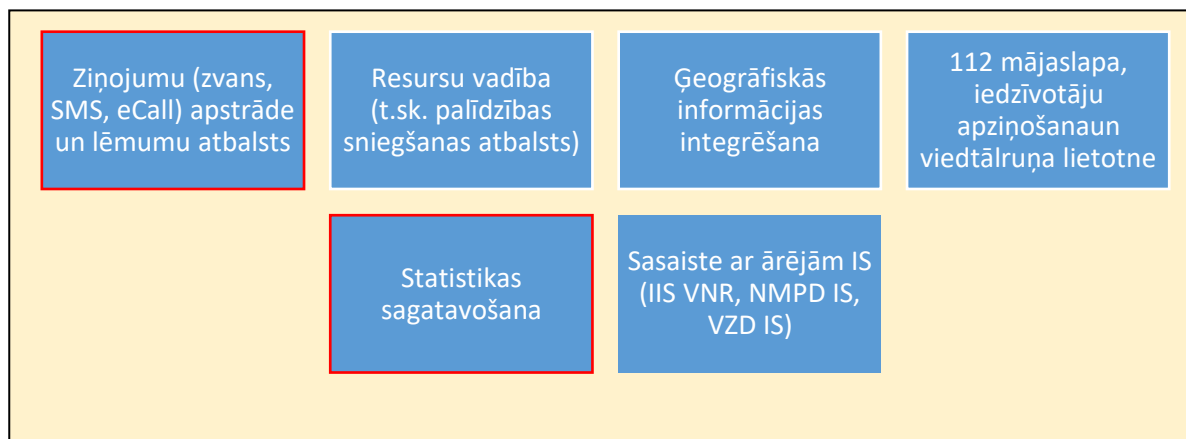 Ziņojumu (zvans,
SMS, eCall) apstrāde
un lēmumu atbalsts
Resursu vadība
(t.sk. palīdzības
sniegšanas atbalsts)
Ģeogrāfiskās
informācijas
integrēšana
112 mājaslapa,
iedzīvotāju
apziņošanaun
viedtālruņa lietotne
Statistikas
sagatavošana
Sasaiste ar ārējām IS
(IIS VNR, NMPD IS,
VZD IS)